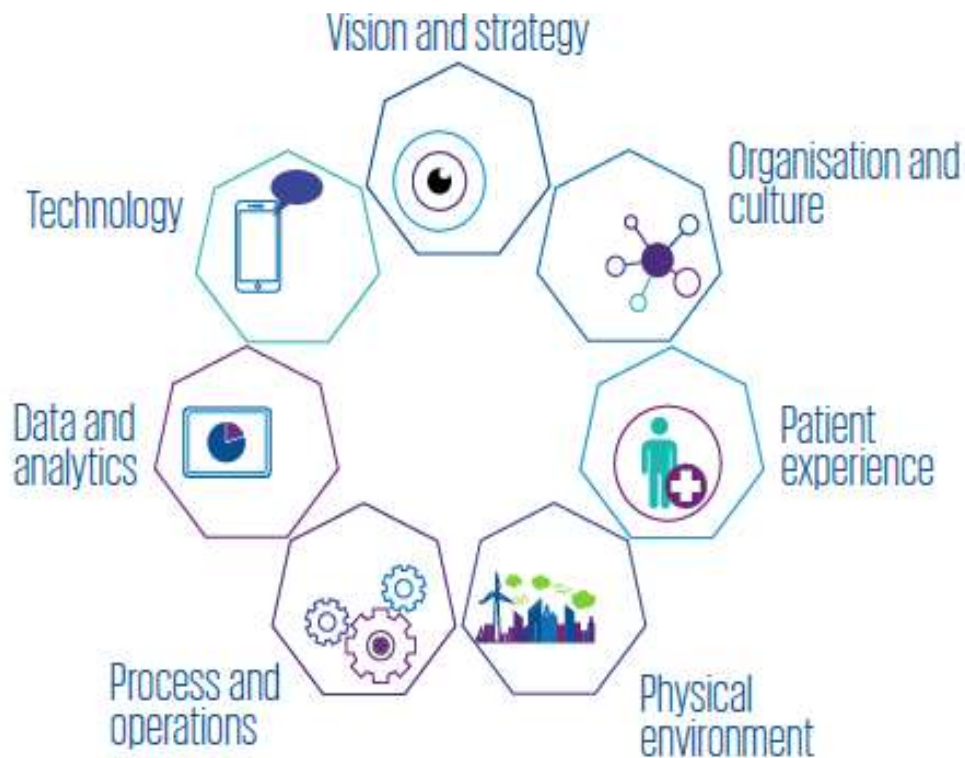 Vision and strategy
Organisation and
culture
Patient
experience
Physical
environment
Process and
operations
Data and
analytics
Technology